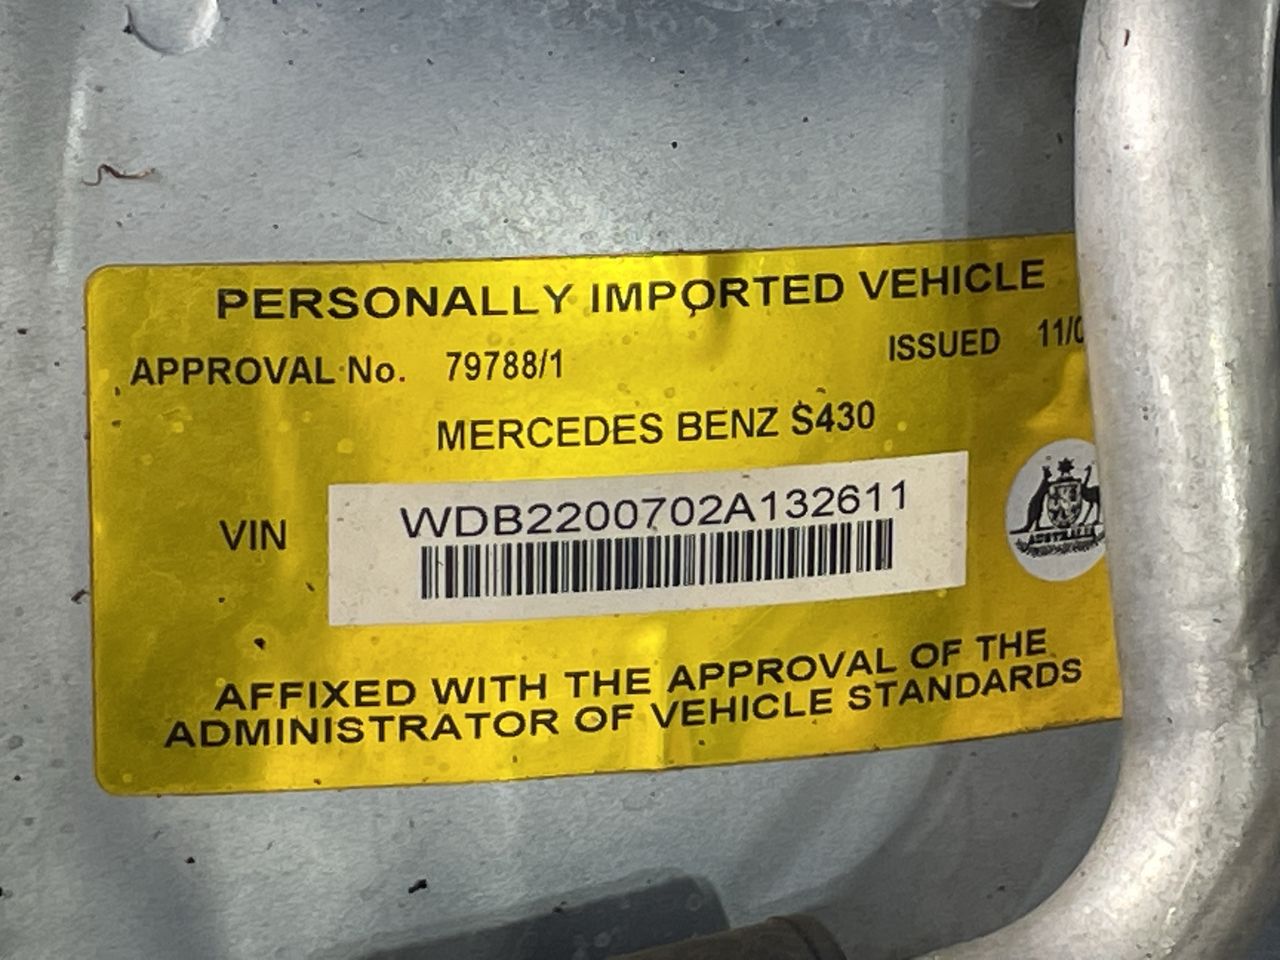 PERSONALLY IMPORTED VEHICLE
APPROVAL No. 79788/1 ISSUED 11/0
MERCEDES BENZ S430
VIN WDB2200702A132611
AUSTRALIA
AFFIXED WITH THE APPROVAL OF THE
ADMINISTRATOR OF VEHICLE STANDARDS